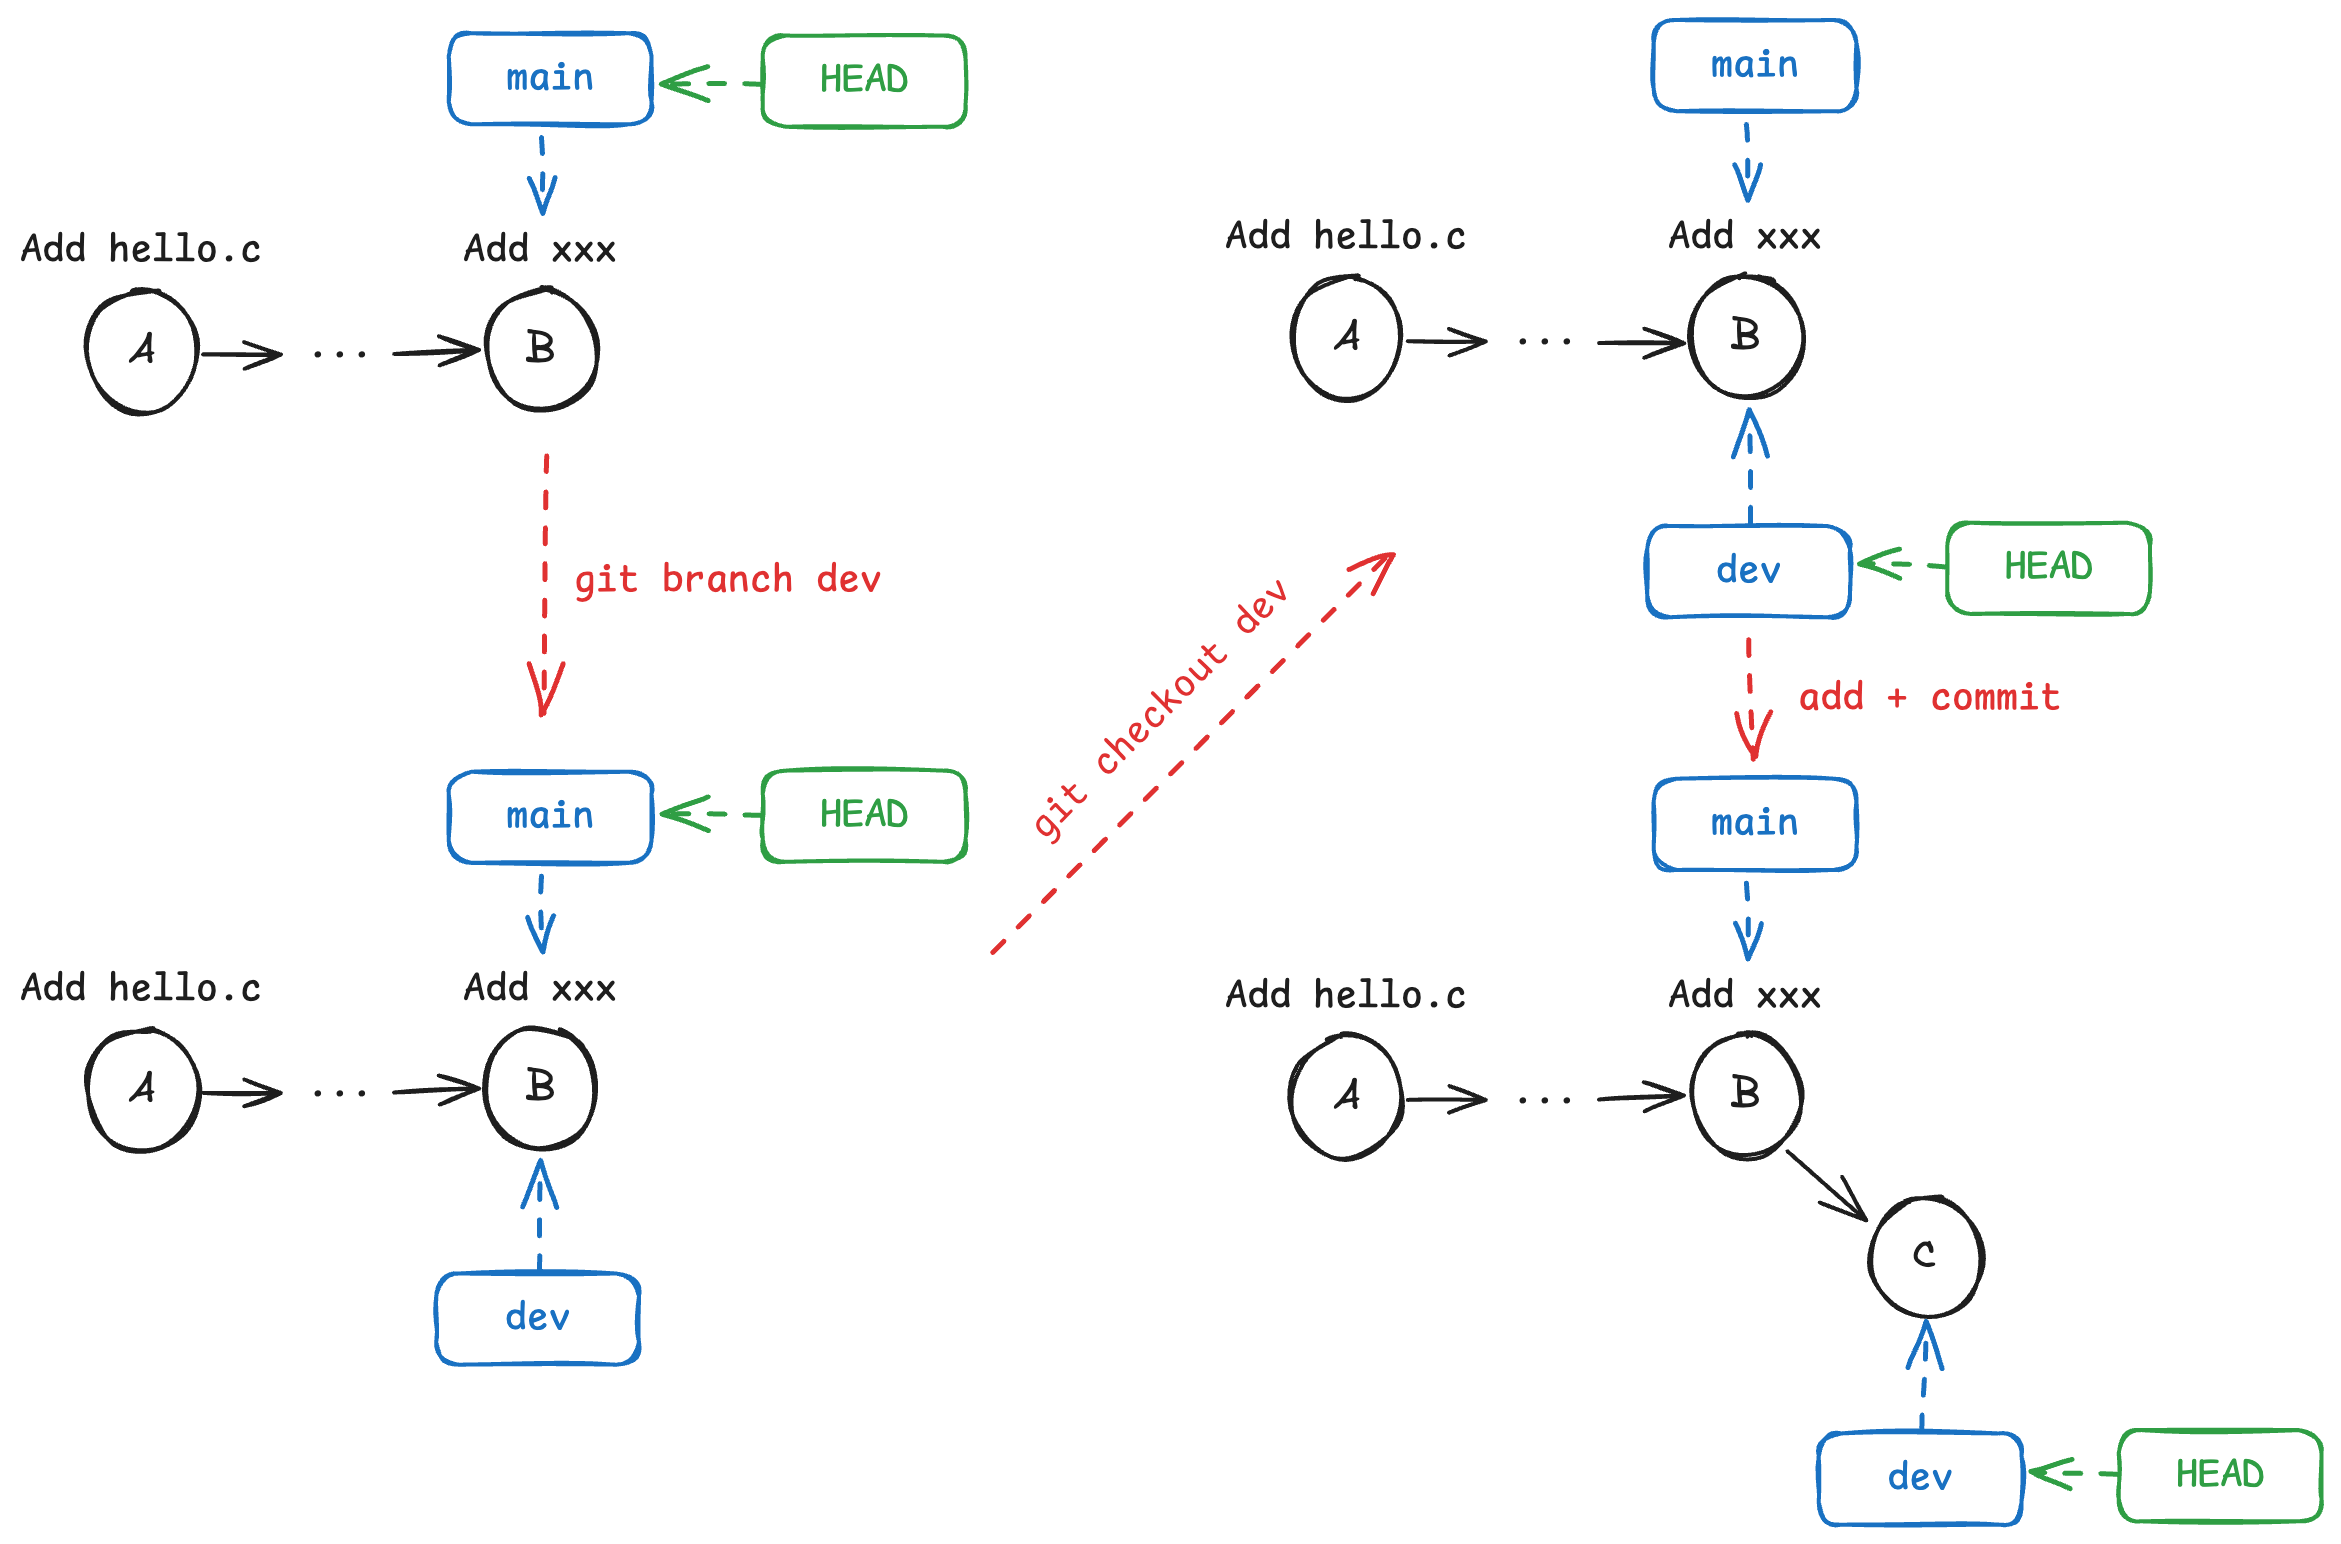 main
HEAD
Add hello.c
Add xxx
A
...
B
git branch dev
main
HEAD
Add hello.c
Add xxx
A
...
B
dev
git checkout dev
main
Add hello.c
Add xxx
A
...
B
dev
HEAD
add + commit
main
Add hello.c
Add xxx
A
...
B
C
dev
HEAD